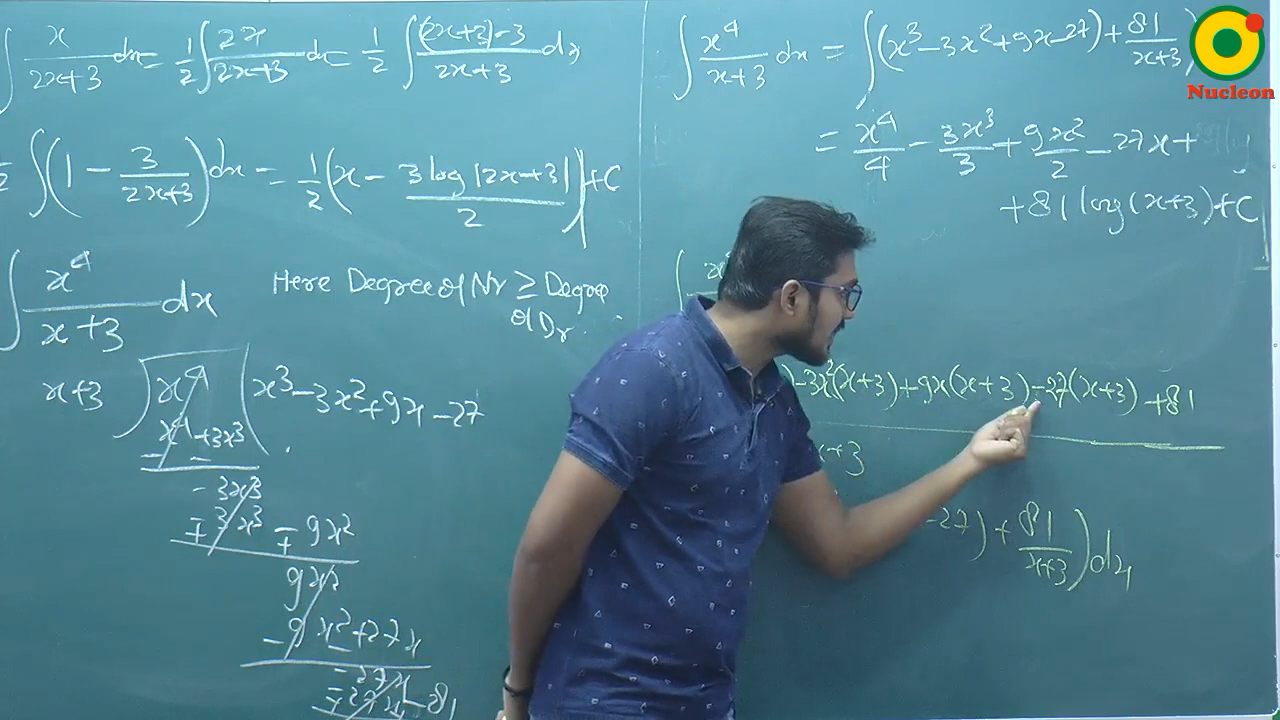 ∫ x/(2x+3) dx = 1/2 ∫ 2x/(2x+3) dx = 1/2 ∫ ((2x+3)-3)/(2x+3) dx
1/2 ∫ (1 - 3/(2x+3)) dx = 1/2 (x - 3 log|2x+3|/2) + C
∫ x⁴/(x+3) dx Here Degree of Nr ≥ Degree
of Dr.
x+3 ) x⁴ ( x³-3x²+9x-27
x⁴+3x³
- -
-3x³
-3x³ -9x²
+ +
9x²
9x²+27x
- -
-27x
-27x-81
+
∫ x⁴/(x+3) dx = ∫ (x³-3x²+9x-27) + 81/(x+3)
= x⁴/4 - 3x³/3 + 9x²/2 - 27x +
+81 log(x+3)+C
∫
-3x²(x+3)+9x(x+3)-27(x+3)+81
x+3
-27) + 81/(x+3) ) dx
Nucleon